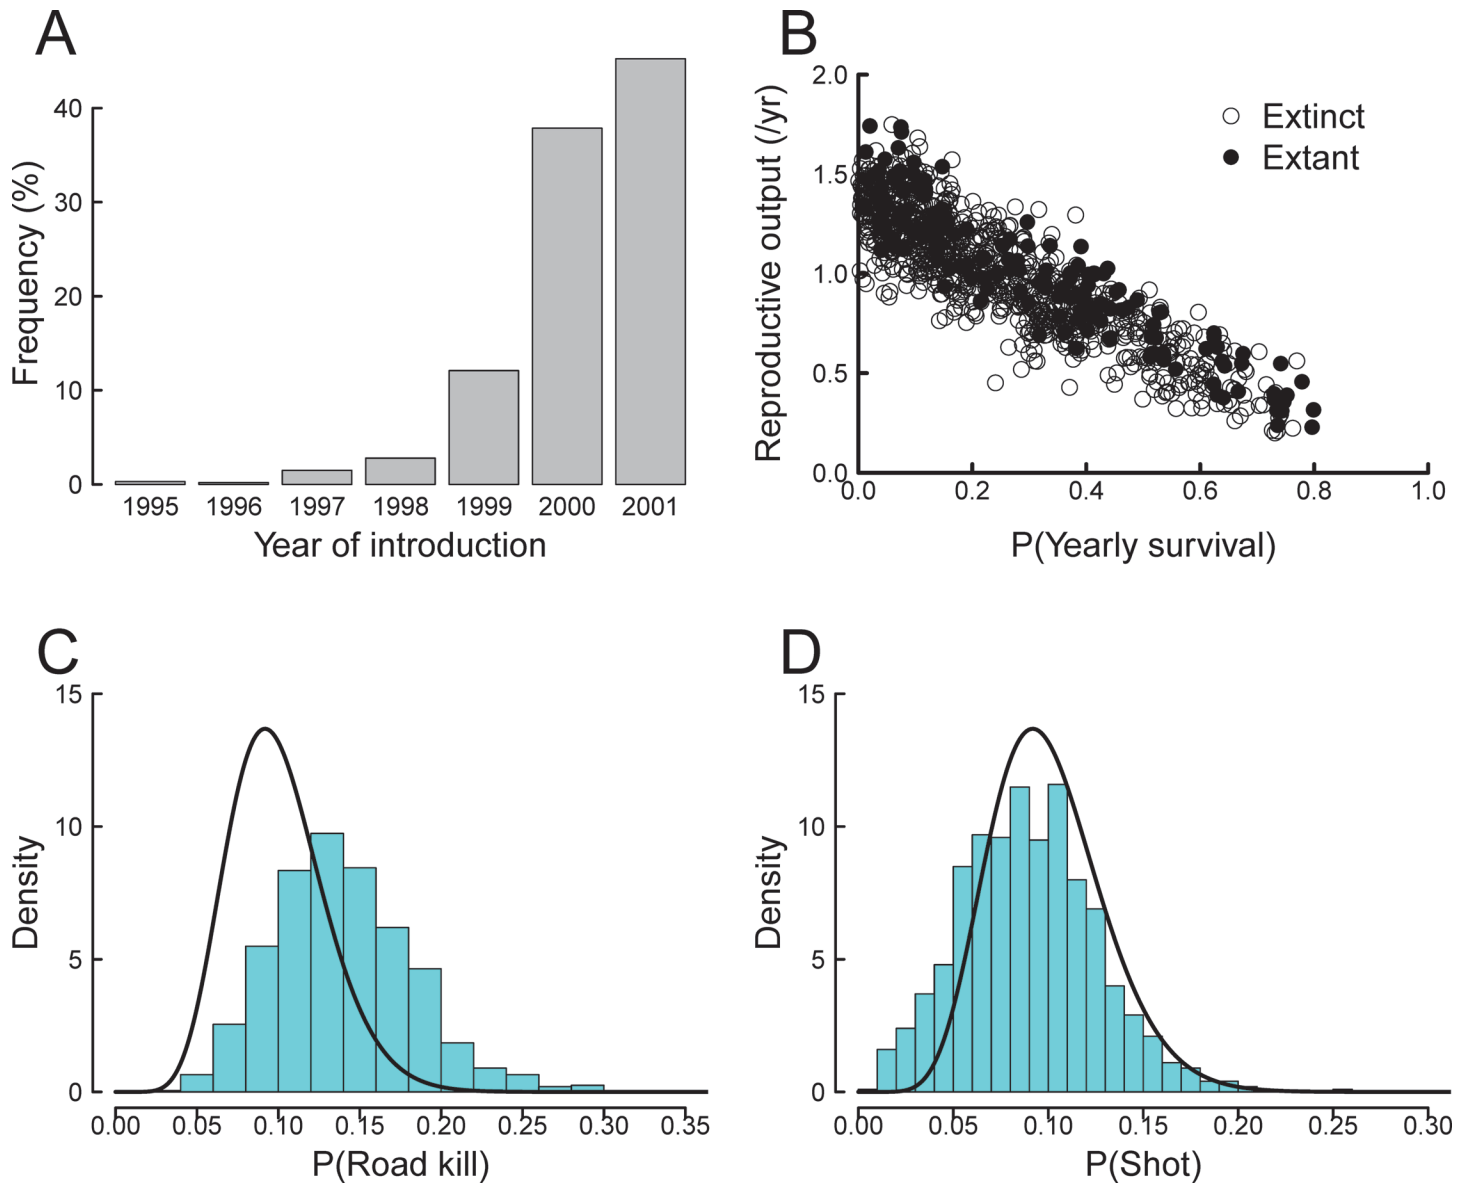 A
Frequency (%)
40
30
20
10
0
1995 1996 1997 1998 1999 2000 2001
Year of introduction
B
Reproductive output (/yr)
2.0
1.5
1.0
0.5
0.0
Extinct
Extant
0.0 0.2 0.4 0.6 0.8 1.0
P(Yearly survival)
C
Density
15
10
5
0
0.00 0.05 0.10 0.15 0.20 0.25 0.30 0.35
P(Road kill)
D
Density
15
10
5
0
0.00 0.05 0.10 0.15 0.20 0.25 0.30
P(Shot)